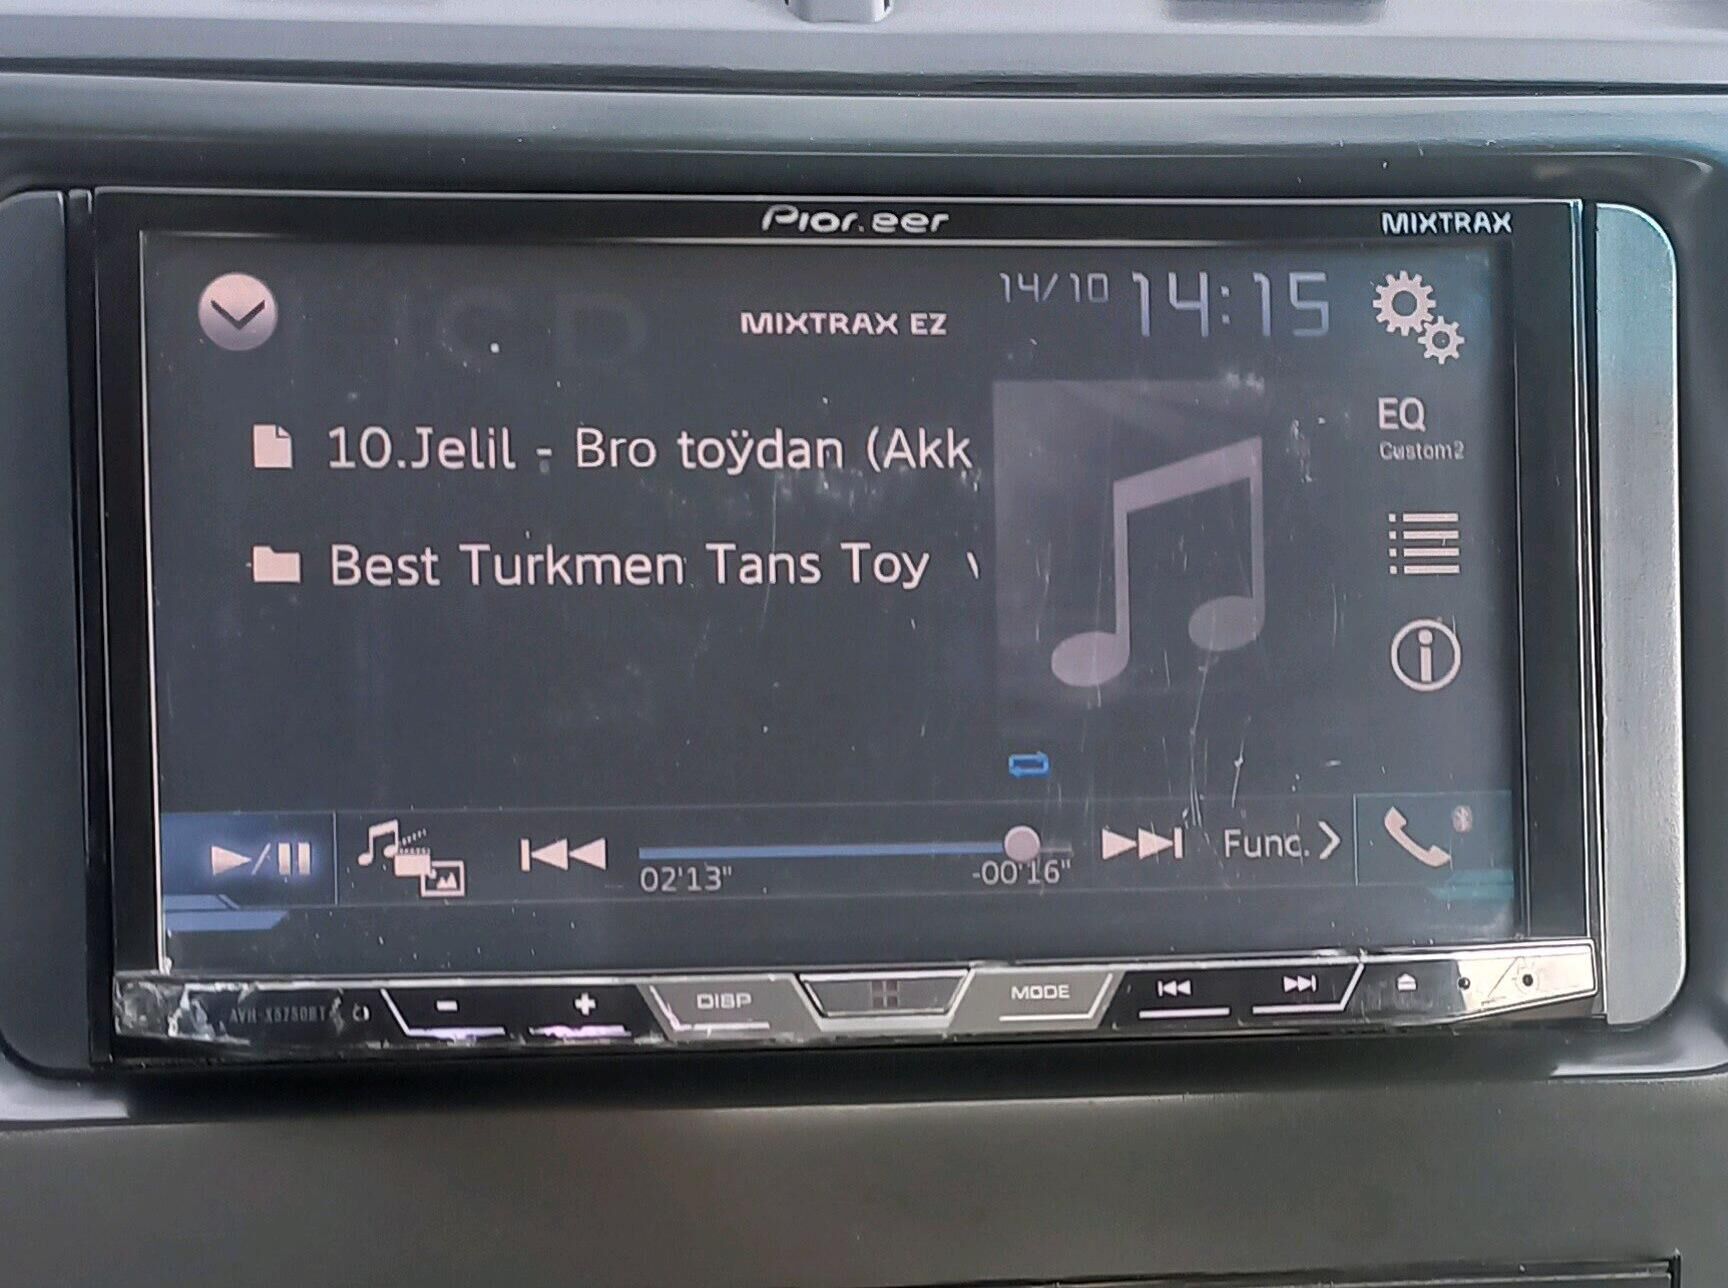 Pioneer
MIXTRAX
MIXTRAX EZ
14/10 14:15
10.Jelil - Bro toÿdan (Akk
EQ
Custom2
Best Turkmen Tans Toy
02'13"
-00'16"
Func.
DISP
MODE